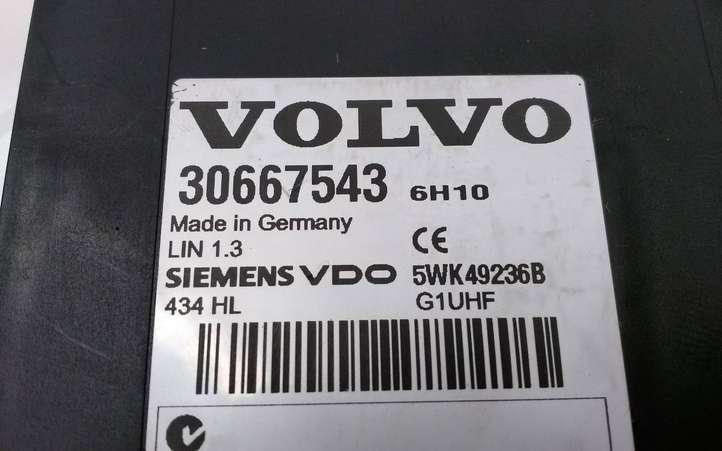 VOLVO
30667543 6H10
Made in Germany
LIN 1.3 CE
SIEMENS VDO 5WK49236B
434 HL G1UHF